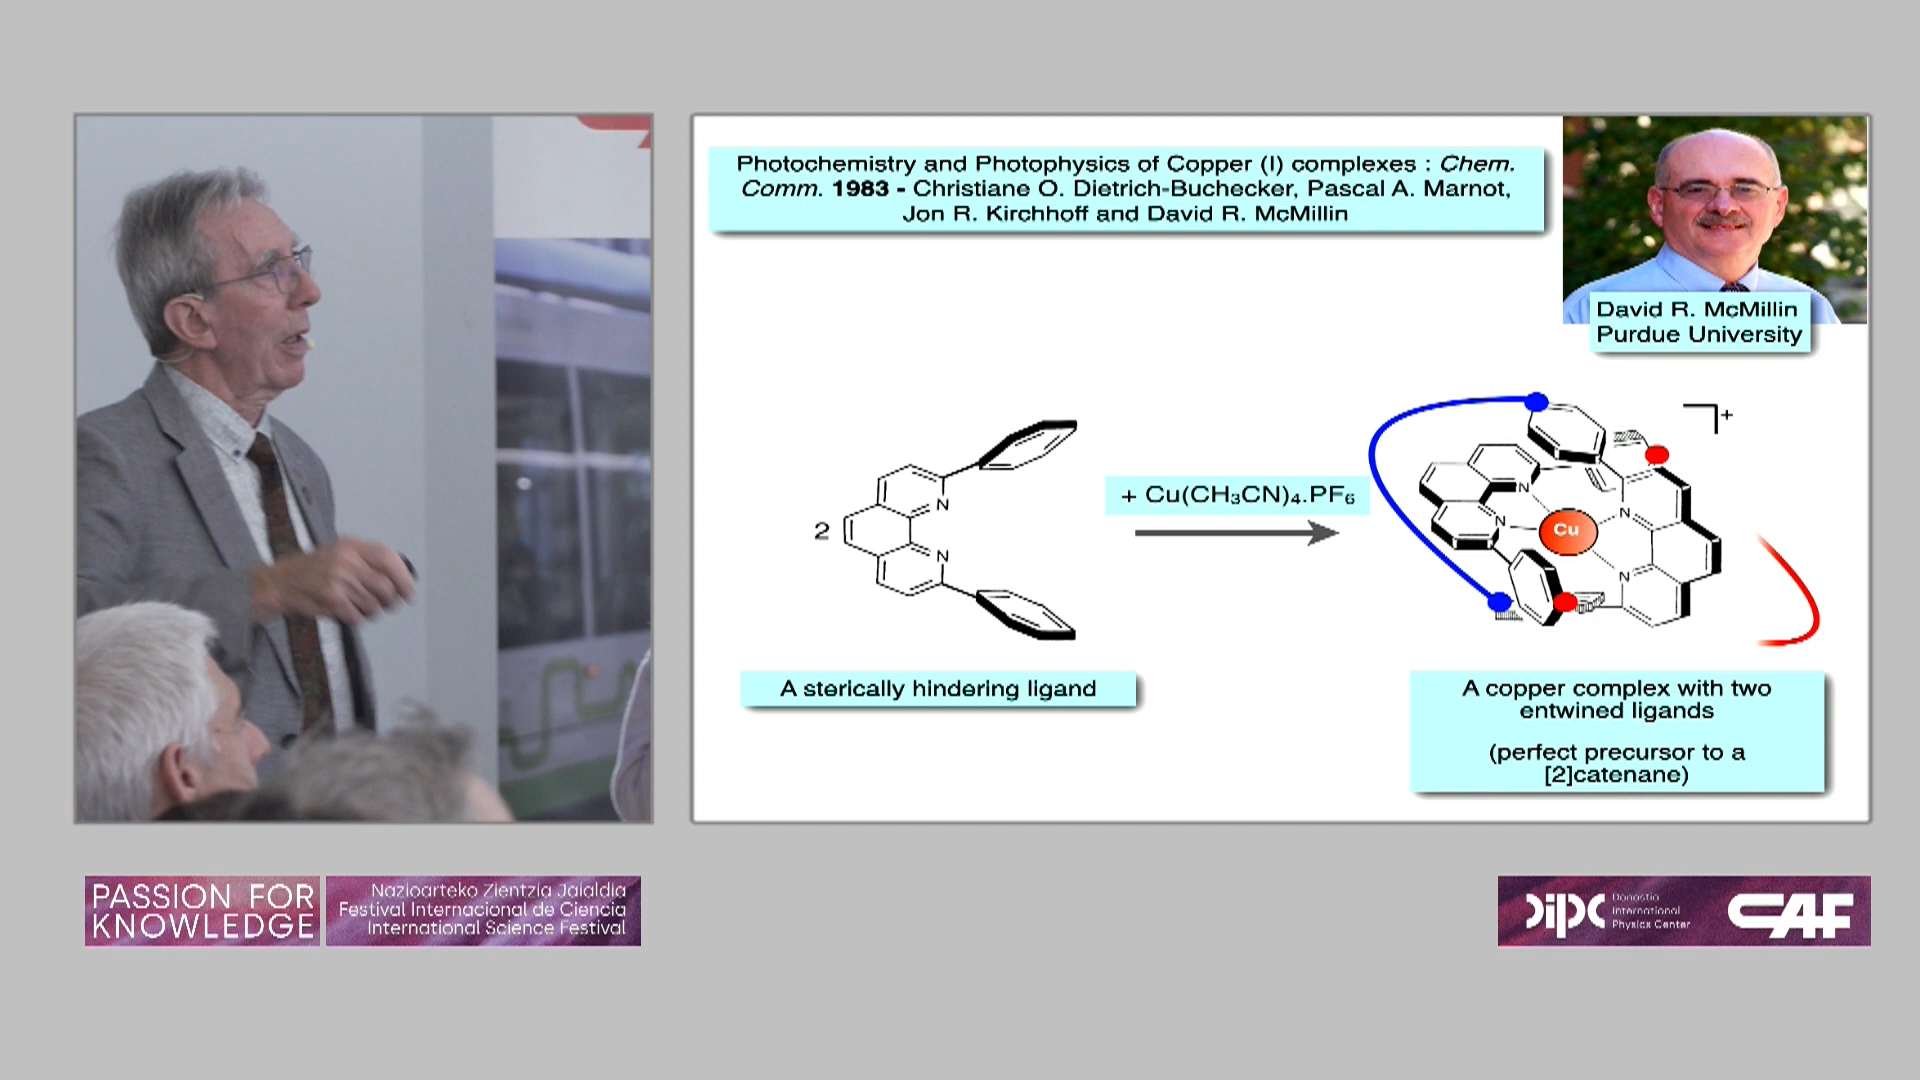 Photochemistry and Photophysics of Copper (I) complexes : Chem.
Comm. 1983 - Christiane O. Dietrich-Buchecker, Pascal A. Marnot,
Jon R. Kirchhoff and David R. McMillin
David R. McMillin
Purdue University
+
N
N
2
+ Cu(CH₃CN)₄.PF₆
N
N
Cu
N
N
A sterically hindering ligand
A copper complex with two
entwined ligands
(perfect precursor to a
[2]catenane)
PASSION FOR
KNOWLEDGE
Nazioarteko Zientzia Jaialdia
Festival Internacional de Ciencia
International Science Festival
dipc
Donostia
International
Physics Center
CAF